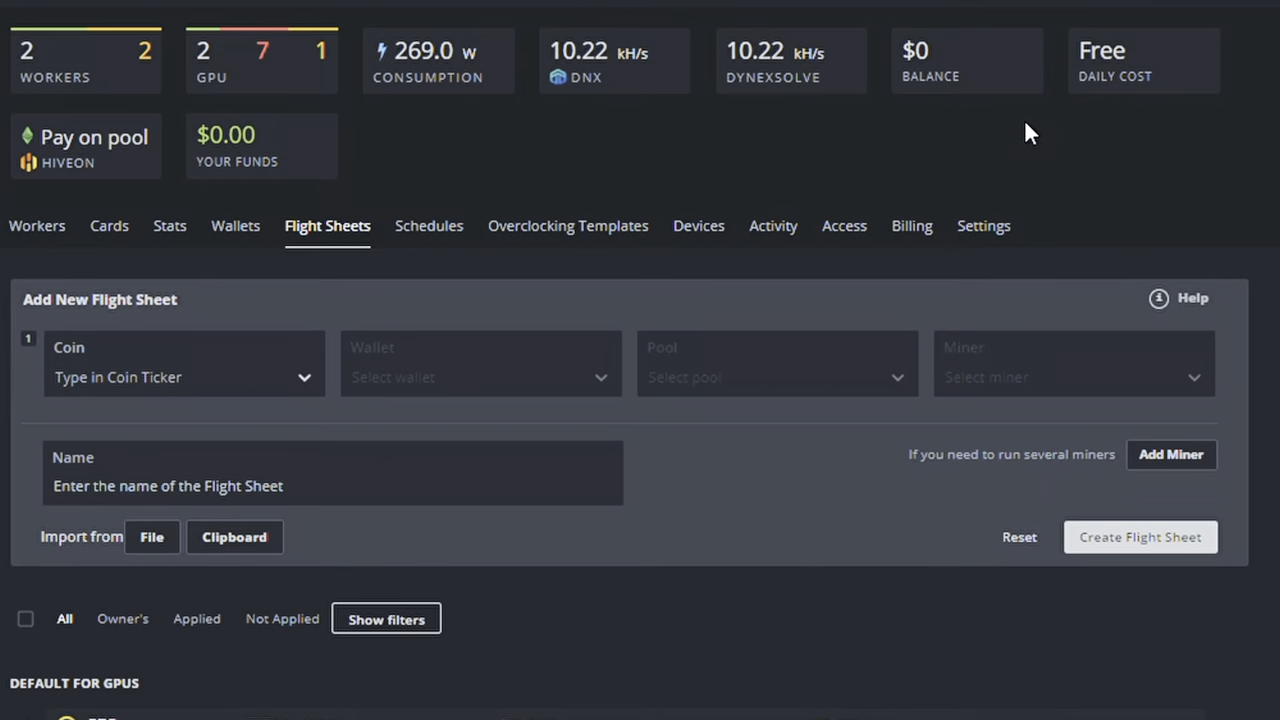 2 2
WORKERS
2 7 1
GPU
269.0 W
CONSUMPTION
10.22 kH/s
DNX
10.22 kH/s
DYNEXSOLVE
$0
BALANCE
Free
DAILY COST
Pay on pool
HIVEON
$0.00
YOUR FUNDS
Workers Cards Stats Wallets Flight Sheets Schedules Overclocking Templates Devices Activity Access Billing Settings
Add New Flight Sheet
Help
1
Coin
Type in Coin Ticker
Wallet
Select wallet
Pool
Select pool
Miner
Select miner
Name
Enter the name of the Flight Sheet
If you need to run several miners Add Miner
Import from File Clipboard
Reset Create Flight Sheet
All Owner's Applied Not Applied Show filters
DEFAULT FOR GPUS